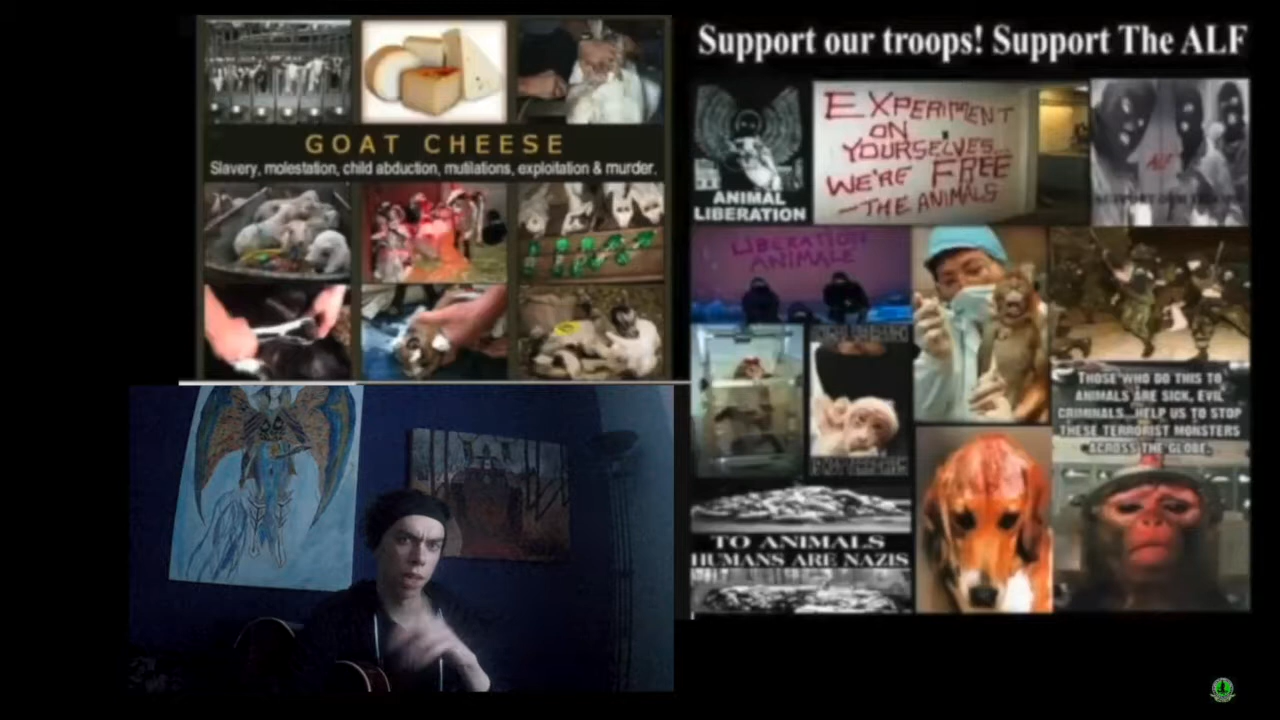 Support our troops! Support The ALF
GOAT CHEESE
Slavery, molestation, child abduction, mutilations, exploitation & murder.
ANIMAL
LIBERATION
EXPERIMENT
ON
YOURSELVES...
WE'RE FREE
—THE ANIMALS
ALF
LIBERATION
ANIMALE
THOSE WHO DO THIS TO
ANIMALS ARE SICK, EVIL
CRIMINALS...HELP US TO STOP
THESE TERRORIST MONSTERS
ACROSS THE GLOBE.
TO ANIMALS
HUMANS ARE NAZIS